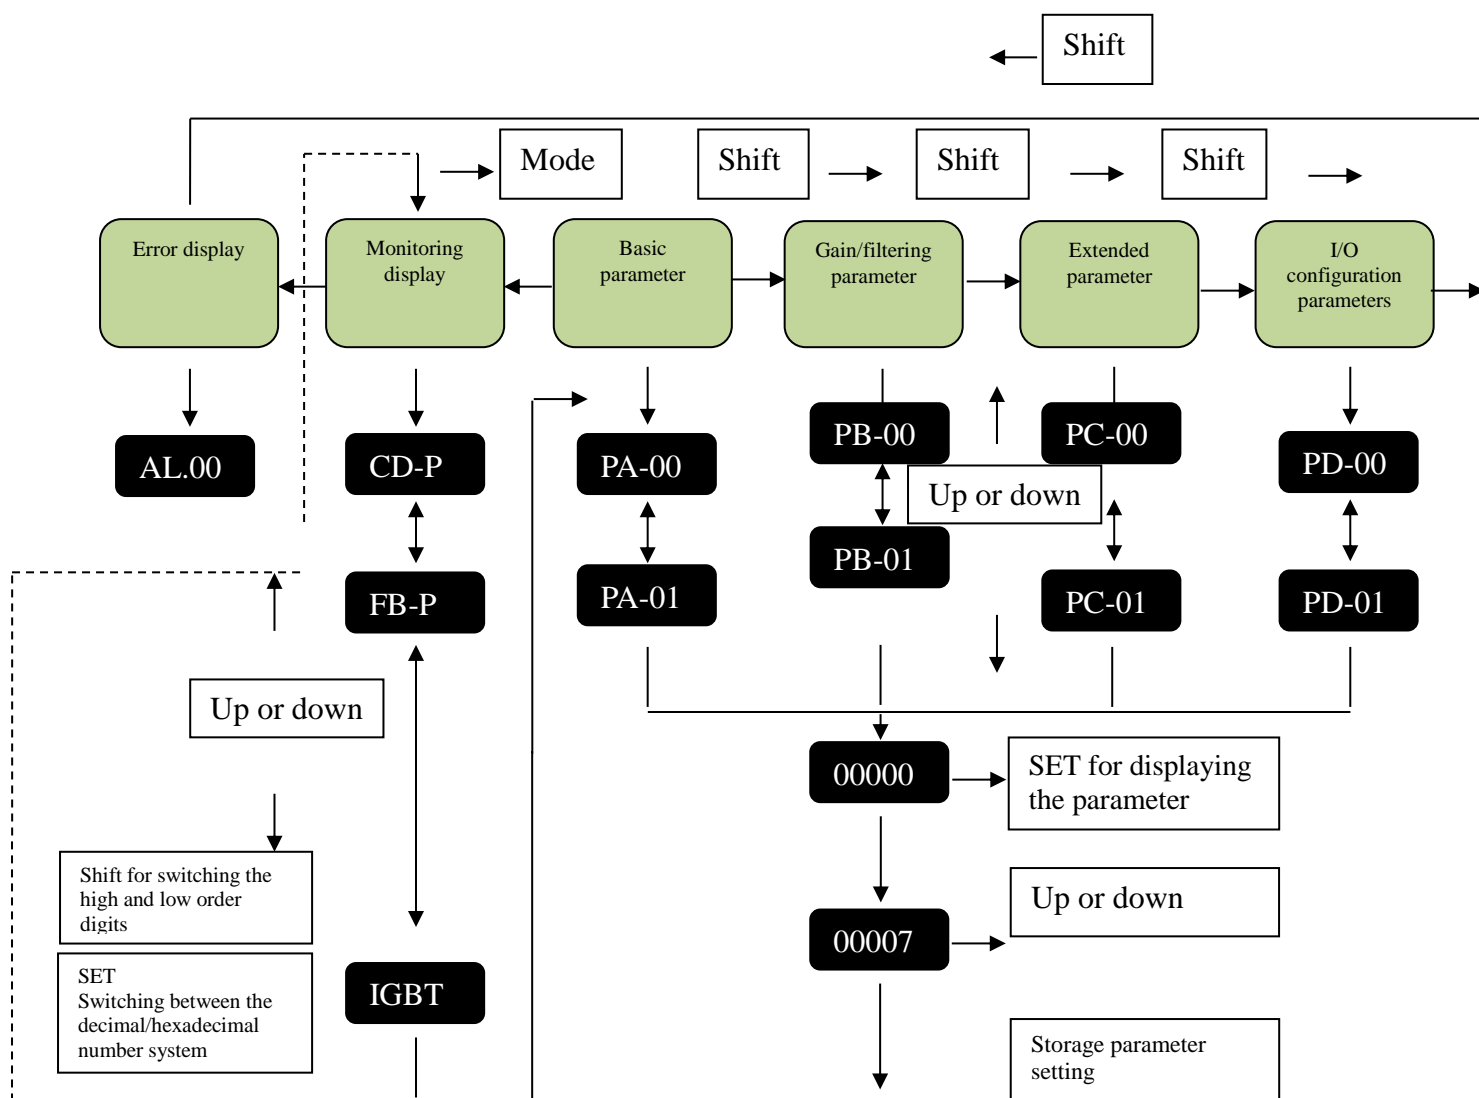 Shift
Mode
Shift
Shift
Shift
Error display
Monitoring
display
Basic
parameter
Gain/filtering
parameter
Extended
parameter
I/O
configuration
parameters
AL.00
CD-P
PA-00
PB-00
PC-00
PD-00
Up or down
FB-P
PA-01
PB-01
PC-01
PD-01
Up or down
00000
SET for displaying
the parameter
Shift for switching the
high and low order
digits
00007
Up or down
SET
Switching between the
decimal/hexadecimal
number system
IGBT
Storage parameter
setting